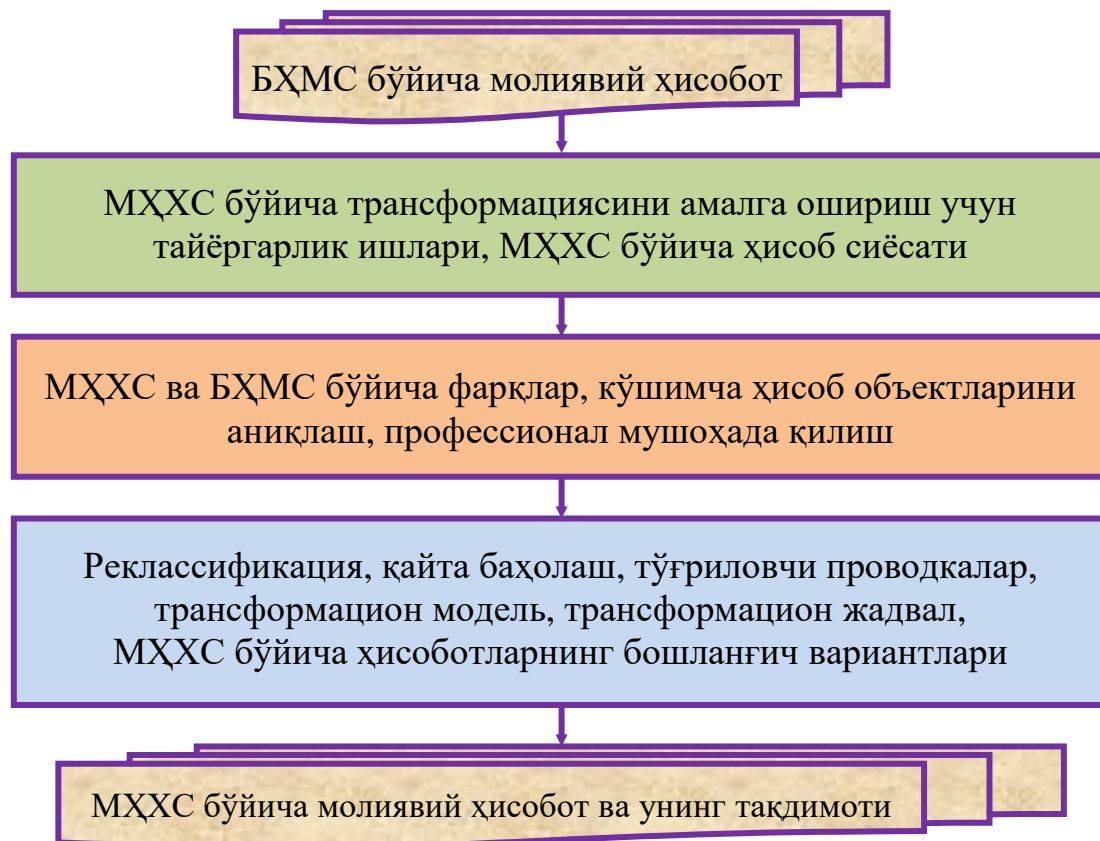 БҲМС бўйича молиявий ҳисобот
МҲХС бўйича трансформациясини амалга ошириш учун
тайёргарлик ишлари, МҲХС бўйича ҳисоб сиёсати
МҲХС ва БҲМС бўйича фарқлар, кўшимча ҳисоб объектларини
аниқлаш, профессионал мушоҳада қилиш
Реклассификация, қайта баҳолаш, тўғриловчи проводкалар,
трансформацион модель, трансформацион жадвал,
МҲХС бўйича ҳисоботларнинг бошланғич вариантлари
МҲХС бўйича молиявий ҳисобот ва унинг тақдимоти